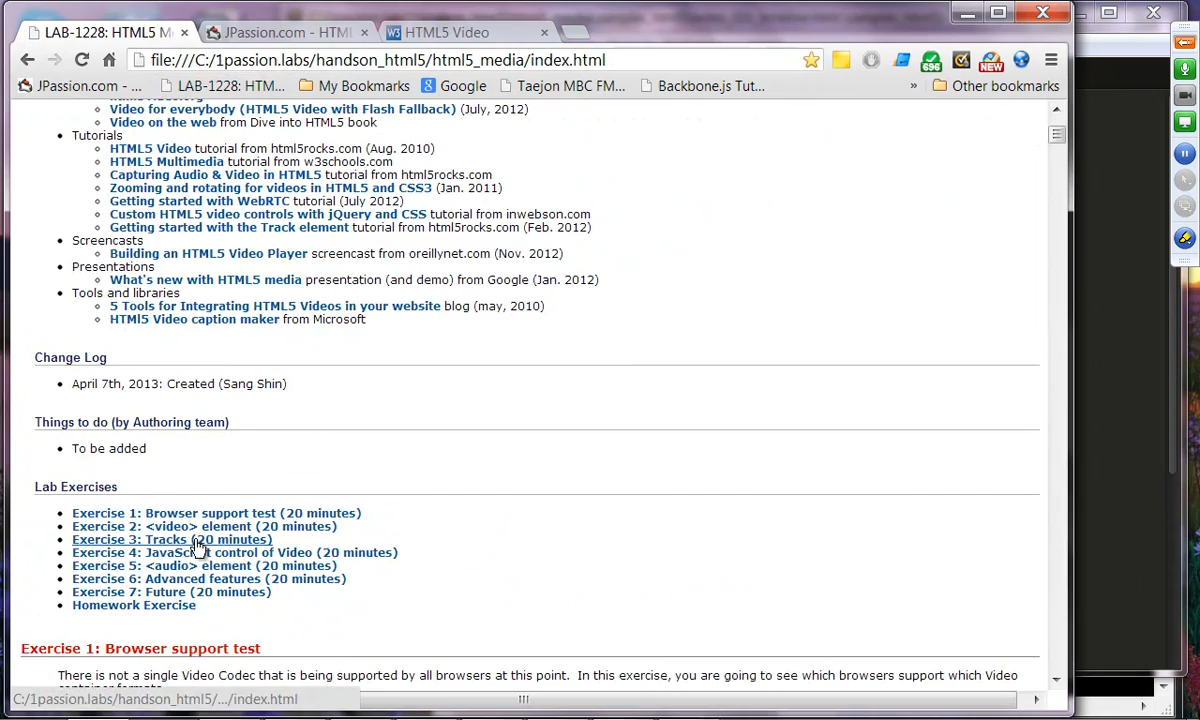 LAB-1228: HTML5 M
JPassion.com - HTML
HTML5 Video
file:///C:/1passion.labs/handson_html5/html5_media/index.html
696
NEW
JPassion.com - ...
LAB-1228: HTM...
My Bookmarks
Google
Taejon MBC FM...
Backbone.js Tut...
»
Other bookmarks
Video for everybody (HTML5 Video with Flash Fallback) (July, 2012)
Video on the web from Dive into HTML5 book
Tutorials
HTML5 Video tutorial from html5rocks.com (Aug. 2010)
HTML5 Multimedia tutorial from w3schools.com
Capturing Audio & Video in HTML5 tutorial from html5rocks.com
Zooming and rotating for videos in HTML5 and CSS3 (Jan. 2011)
Getting started with WebRTC tutorial (July 2012)
Custom HTML5 video controls with jQuery and CSS tutorial from inwebson.com
Getting started with the Track element tutorial from html5rocks.com (Feb. 2012)
Screencasts
Building an HTML5 Video Player screencast from oreillynet.com (Nov. 2012)
Presentations
What's new with HTML5 media presentation (and demo) from Google (Jan. 2012)
Tools and libraries
5 Tools for Integrating HTML5 Videos in your website blog (may, 2010)
HTMl5 Video caption maker from Microsoft
Change Log
April 7th, 2013: Created (Sang Shin)
Things to do (by Authoring team)
To be added
Lab Exercises
Exercise 1: Browser support test (20 minutes)
Exercise 2: <video> element (20 minutes)
Exercise 3: Tracks (20 minutes)
Exercise 4: JavaScript control of Video (20 minutes)
Exercise 5: <audio> element (20 minutes)
Exercise 6: Advanced features (20 minutes)
Exercise 7: Future (20 minutes)
Homework Exercise
Exercise 1: Browser support test
There is not a single Video Codec that is being supported by all browsers at this point.  In this exercise, you are going to see which browsers support which Video
container formats
C:/1passion.labs/handson_html5/.../index.html